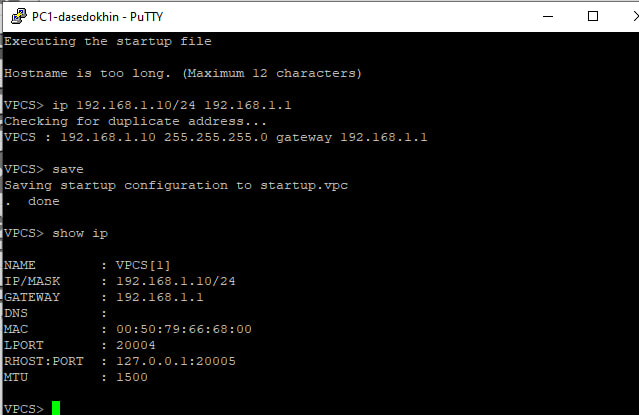 PC1-dasedokhin - PuTTY
Executing the startup file
Hostname is too long. (Maximum 12 characters)
VPCS> ip 192.168.1.10/24 192.168.1.1
Checking for duplicate address...
VPCS : 192.168.1.10 255.255.255.0 gateway 192.168.1.1
VPCS> save
Saving startup configuration to startup.vpc
.  done
VPCS> show ip
NAME        : VPCS[1]
IP/MASK     : 192.168.1.10/24
GATEWAY     : 192.168.1.1
DNS         :
MAC         : 00:50:79:66:68:00
LPORT       : 20004
RHOST:PORT  : 127.0.0.1:20005
MTU         : 1500
VPCS>